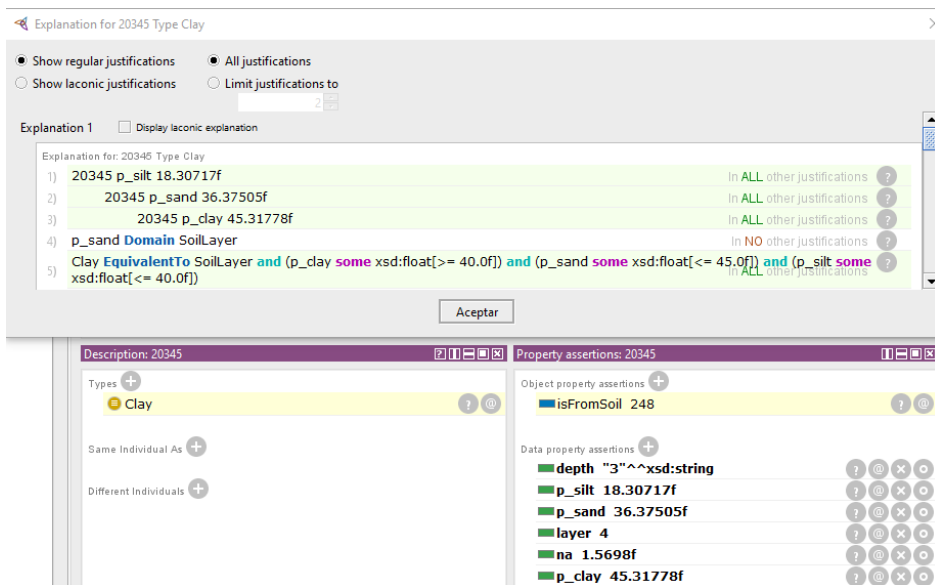 Explanation for 20345 Type Clay
Show regular justifications All justifications
Show laconic justifications Limit justifications to
2
Explanation 1 Display laconic explanation
Explanation for: 20345 Type Clay
1) 20345 p_silt 18.30717f In ALL other justifications ?
2) 20345 p_sand 36.37505f In ALL other justifications ?
3) 20345 p_clay 45.31778f In ALL other justifications ?
4) p_sand Domain SoilLayer In NO other justifications ?
5) Clay EquivalentTo SoilLayer and (p_clay some xsd:float[>= 40.0f]) and (p_sand some xsd:float[<= 45.0f]) and (p_silt some In ALL other justifications ?
xsd:float[<= 40.0f])
Aceptar
Description: 20345 Property assertions: 20345
Types Object property assertions
Clay ? @ isFromSoil 248 ? @
Same Individual As Data property assertions
depth "3"^^xsd:string ? @
Different Individuals p_silt 18.30717f ? @
p_sand 36.37505f ? @
layer 4 ? @
na 1.5698f ? @
p_clay 45.31778f ? @